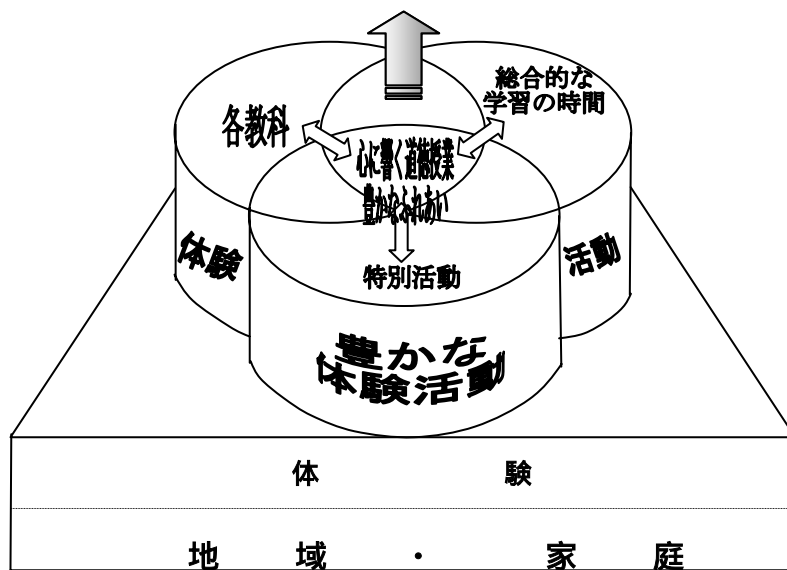 総合的な
学習の時間
各教科
心に響く道徳授業
豊かなふれあい
体験
活動
特別活動
豊かな
体験活動
体験
地域・家庭